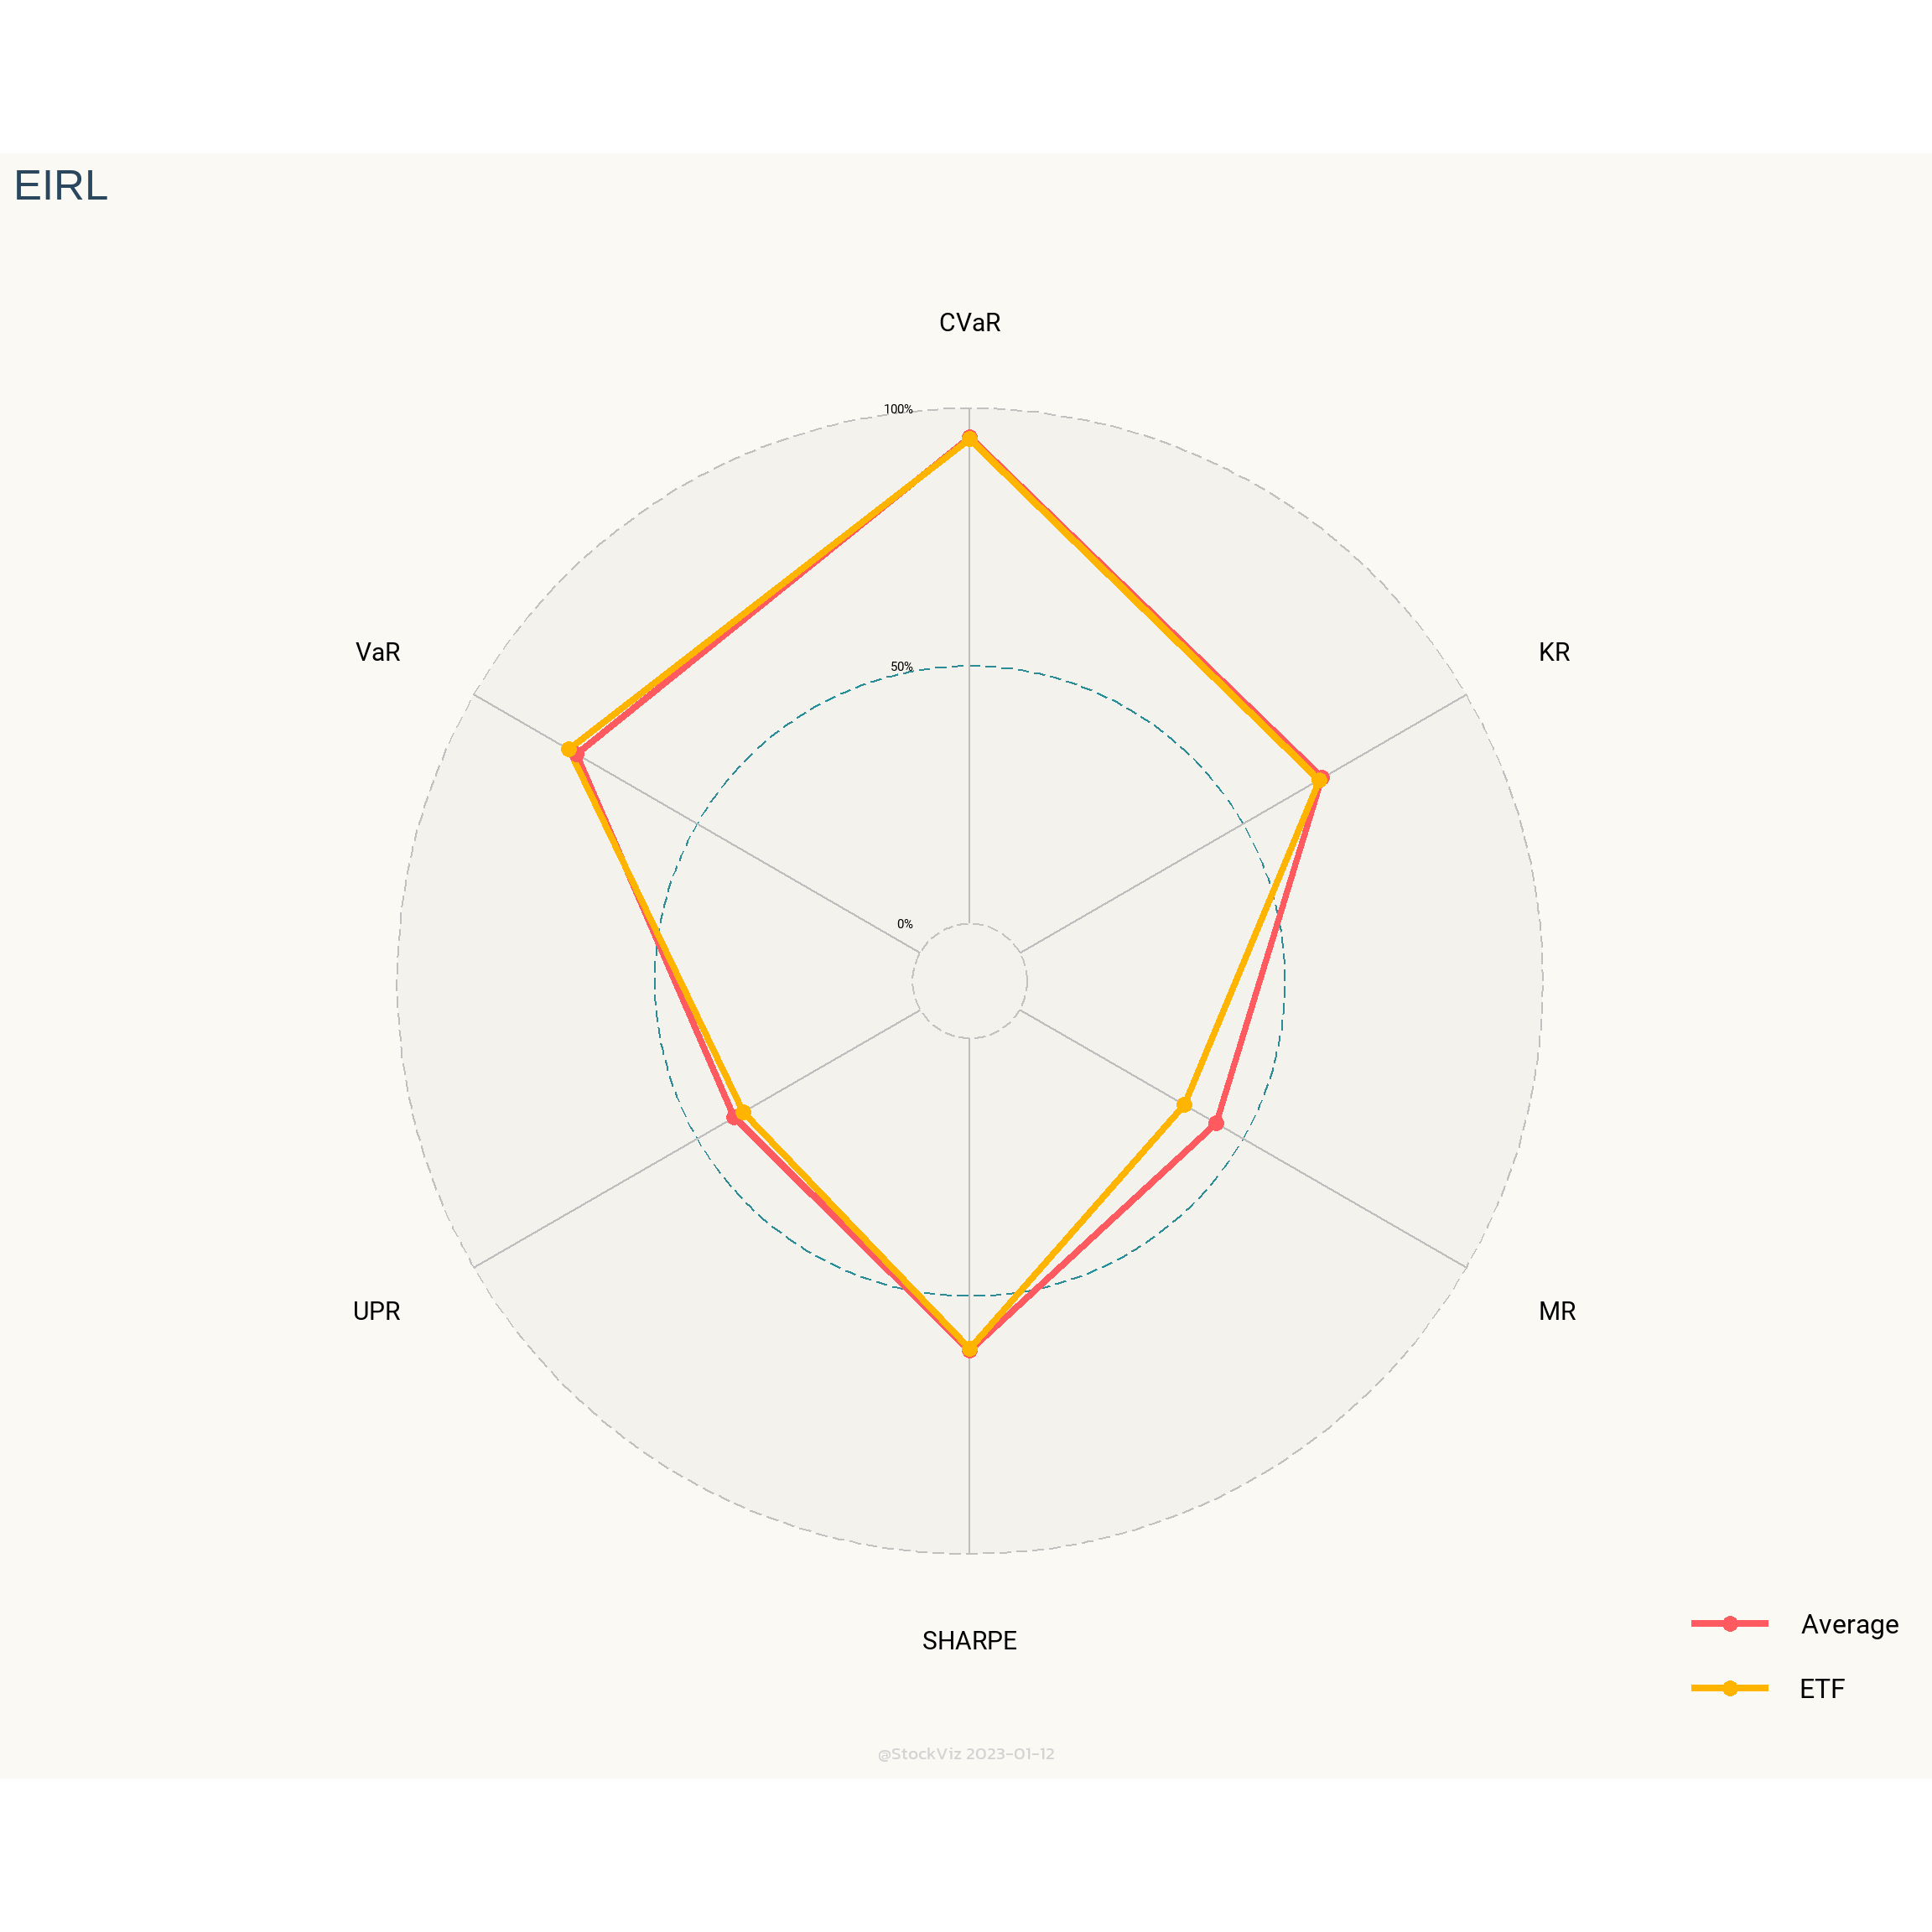 EIRL
CVaR
100%
KR
VaR
50%
0%
UPR
MR
SHARPE
Average
ETF
@StockViz 2023-01-12